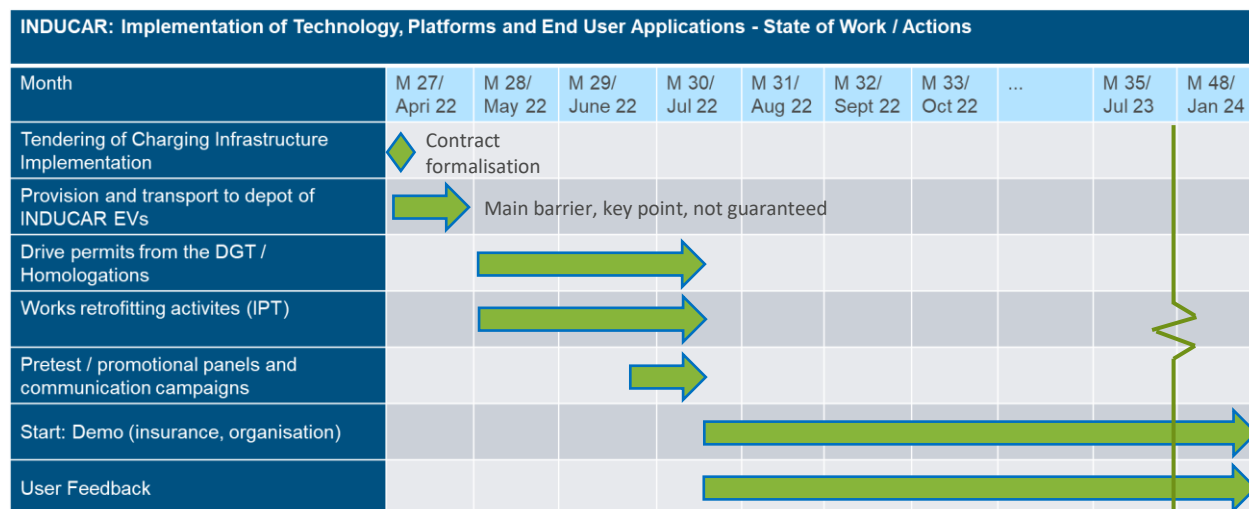 INDUCAR: Implementation of Technology, Platforms and End User Applications - State of Work / Actions
Month
M 27/
Apri 22
M 28/
May 22
M 29/
June 22
M 30/
Jul 22
M 31/
Aug 22
M 32/
Sept 22
M 33/
Oct 22
...
M 35/
Jul 23
M 48/
Jan 24
Tendering of Charging Infrastructure
Implementation
Contract
formalisation
Provision and transport to depot of
INDUCAR EVs
Main barrier, key point, not guaranteed
Drive permits from the DGT /
Homologations
Works retrofitting activites (IPT)
Pretest / promotional panels and
communication campaigns
Start: Demo (insurance, organisation)
User Feedback